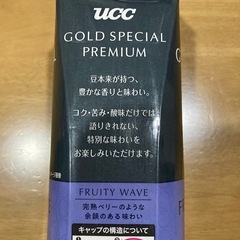 UCC
GOLD SPECIAL
PREMIUM
豆本来が持つ、
豊かな香りと味わい。
コク・苦み・酸味だけでは
語りきれない、
特別な味わいを
お楽しみいただけます。
FRUITY WAVE
完熟ベリーのような
余韻のある味わい
キャップの構造について